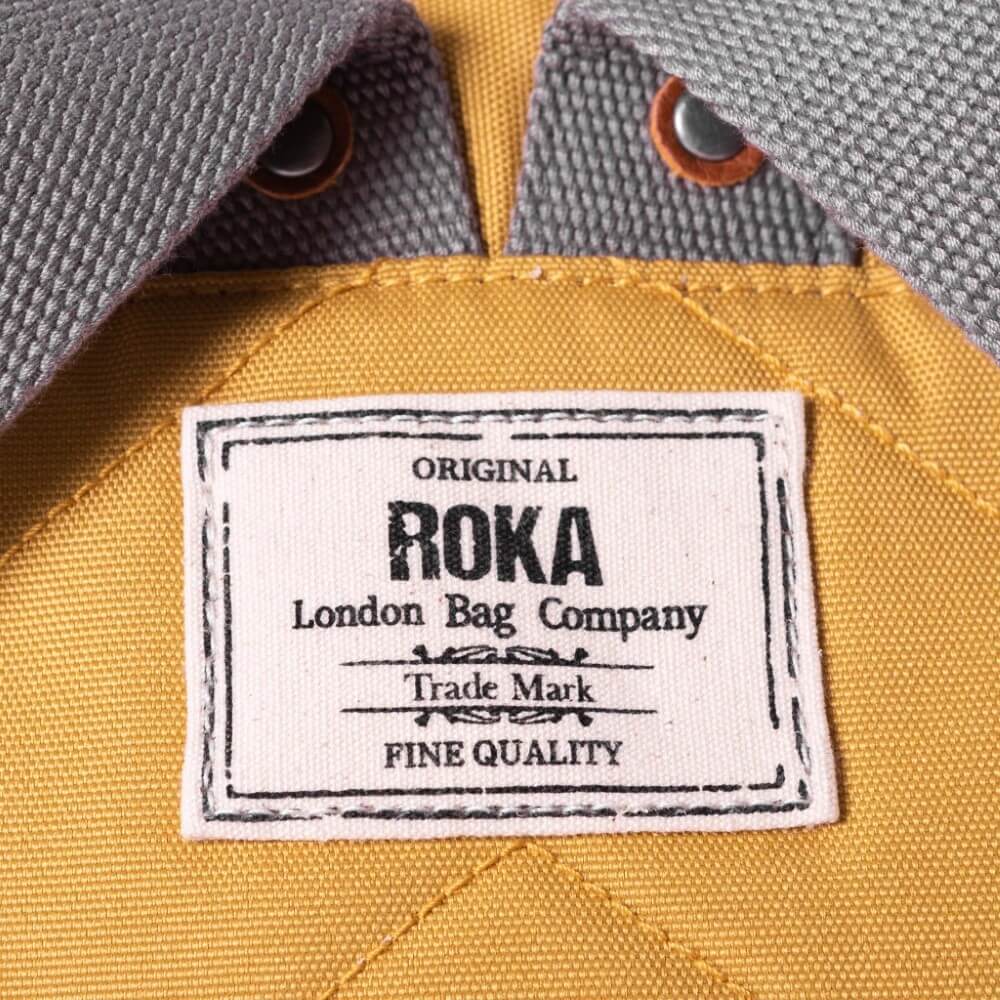 ORIGINAL
ROKA
London Bag Company
Trade Mark
FINE QUALITY